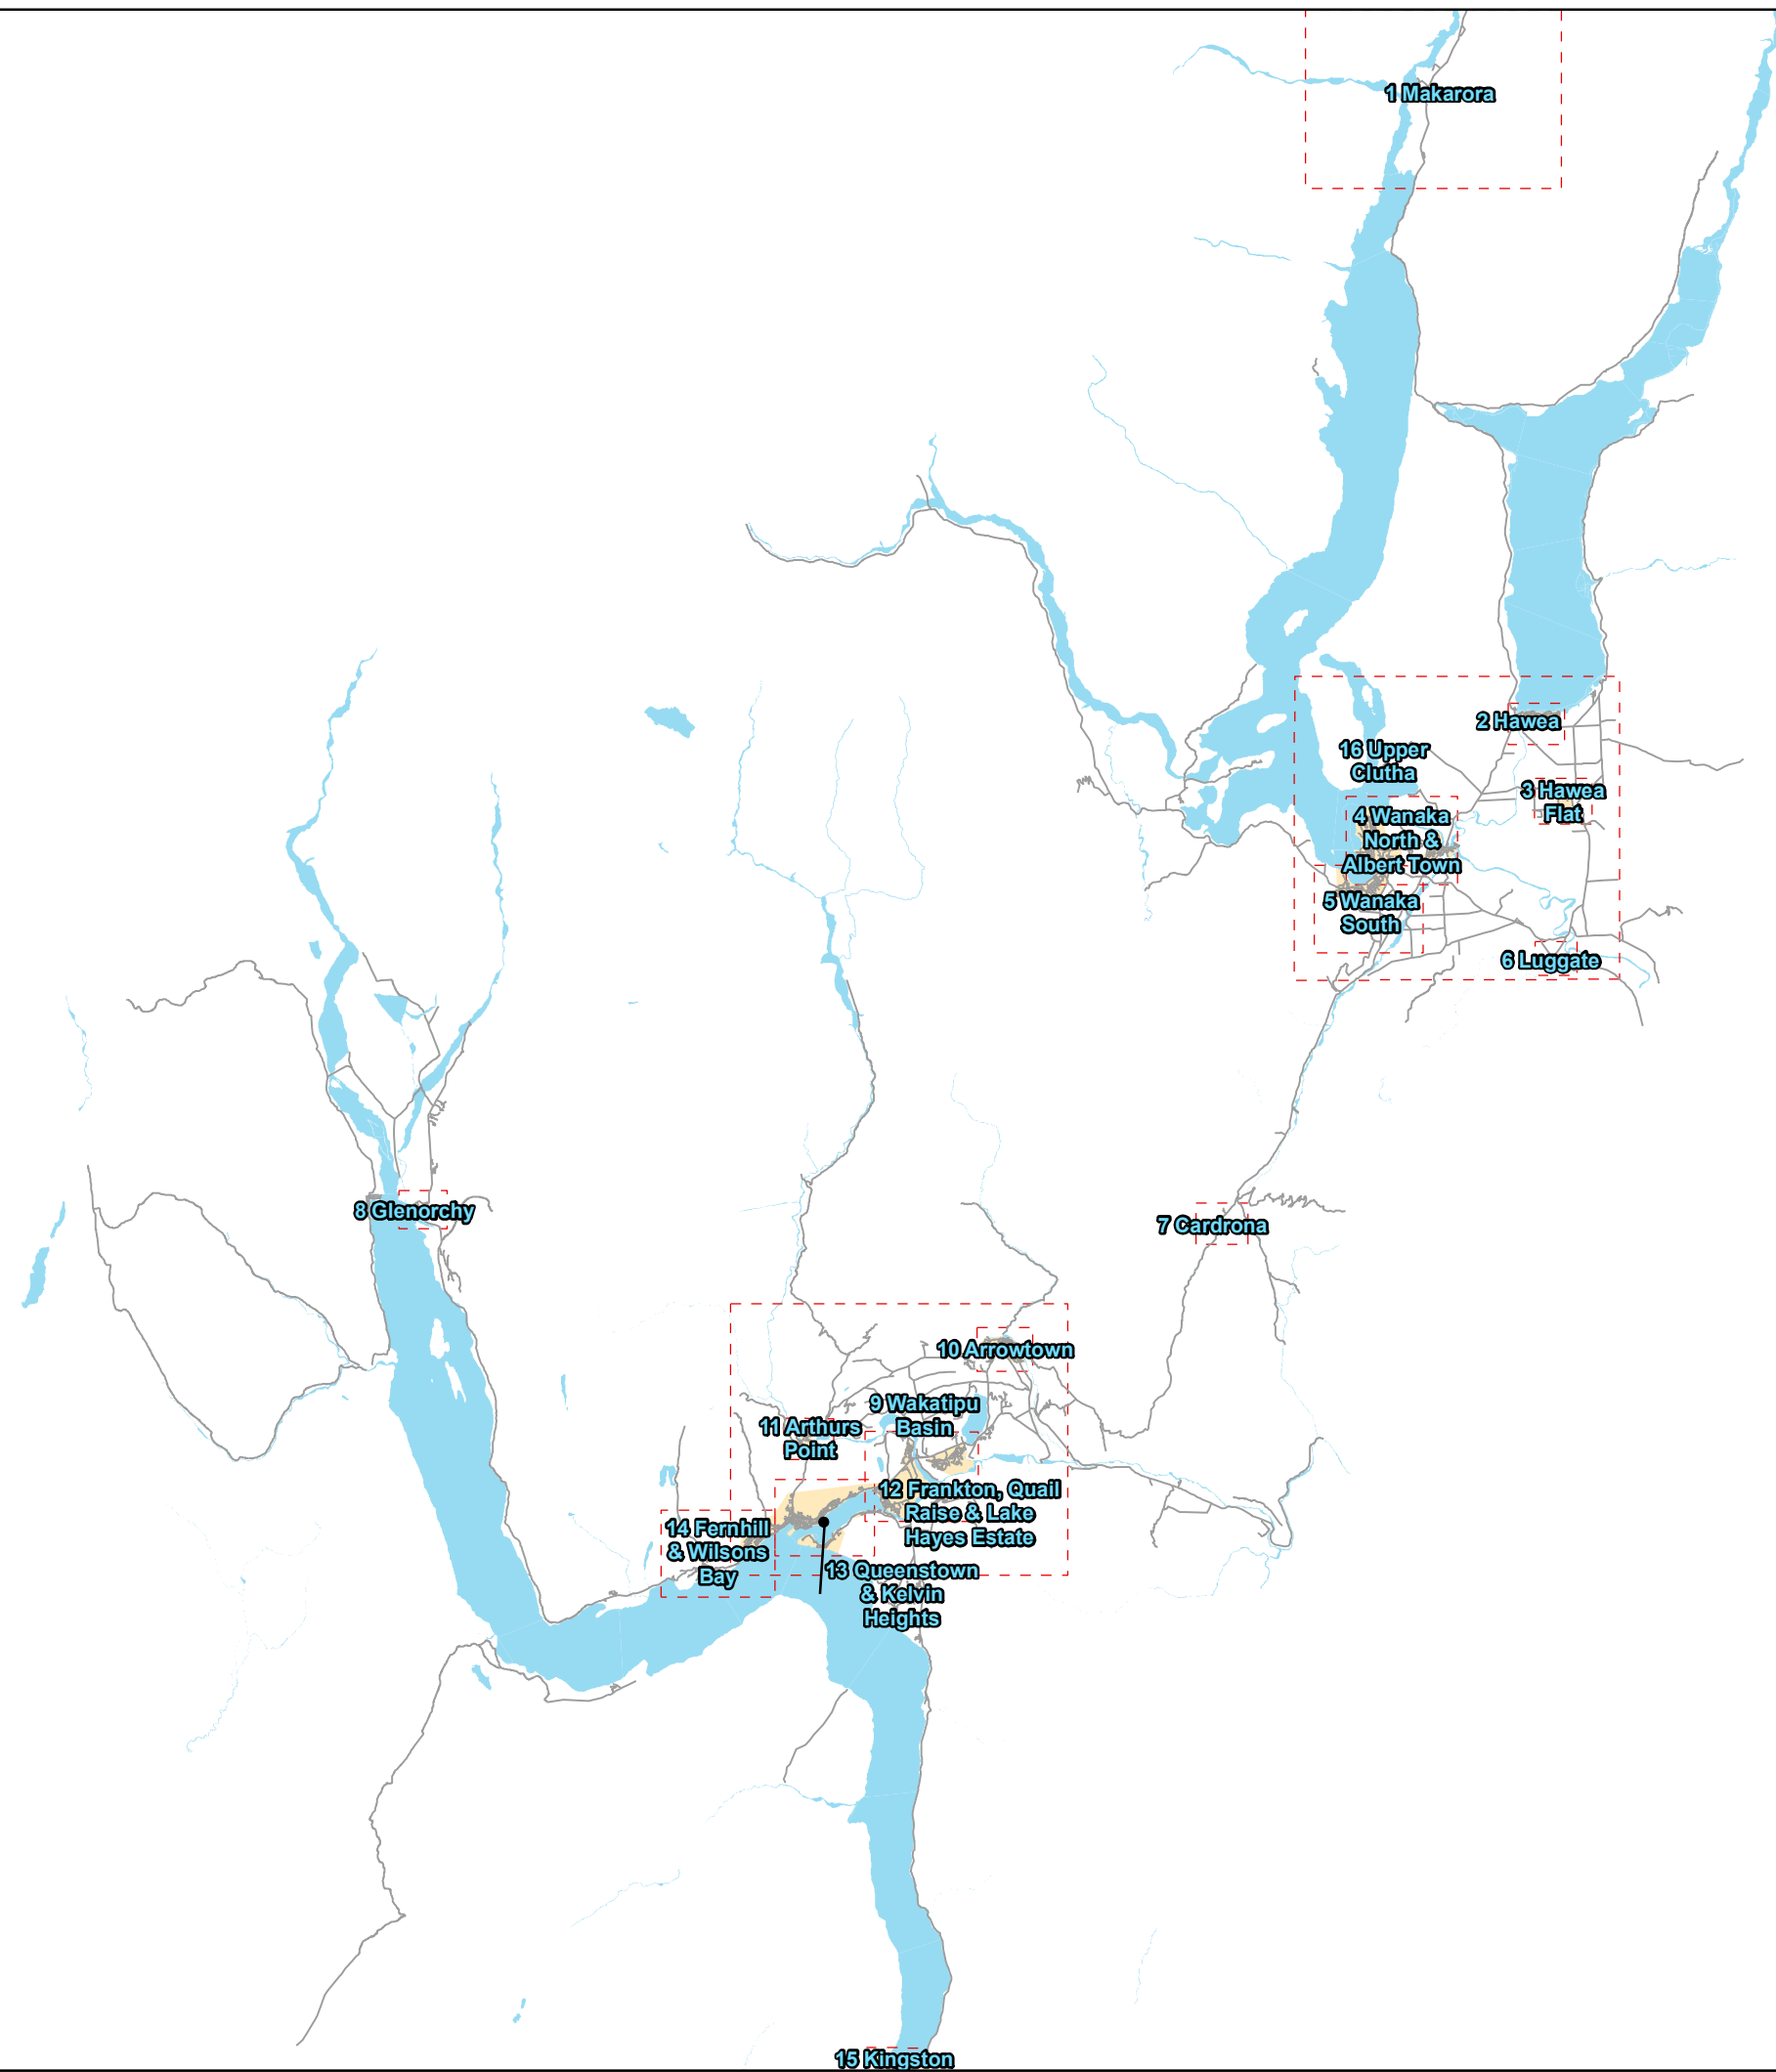 1 Makarora
2 Hawea
16 Upper
Clutha
3 Hawea
Flat
4 Wanaka
North &
Albert Town
5 Wanaka
South
6 Luggate
8 Glenorchy
7 Cardrona
10 Arrowtown
9 Wakatipu
Basin
11 Arthurs
Point
12 Frankton, Quail
Raise & Lake
Hayes Estate
14 Fernhill
& Wilsons
Bay
13 Queenstown
& Kelvin
Heights
15 Kingston